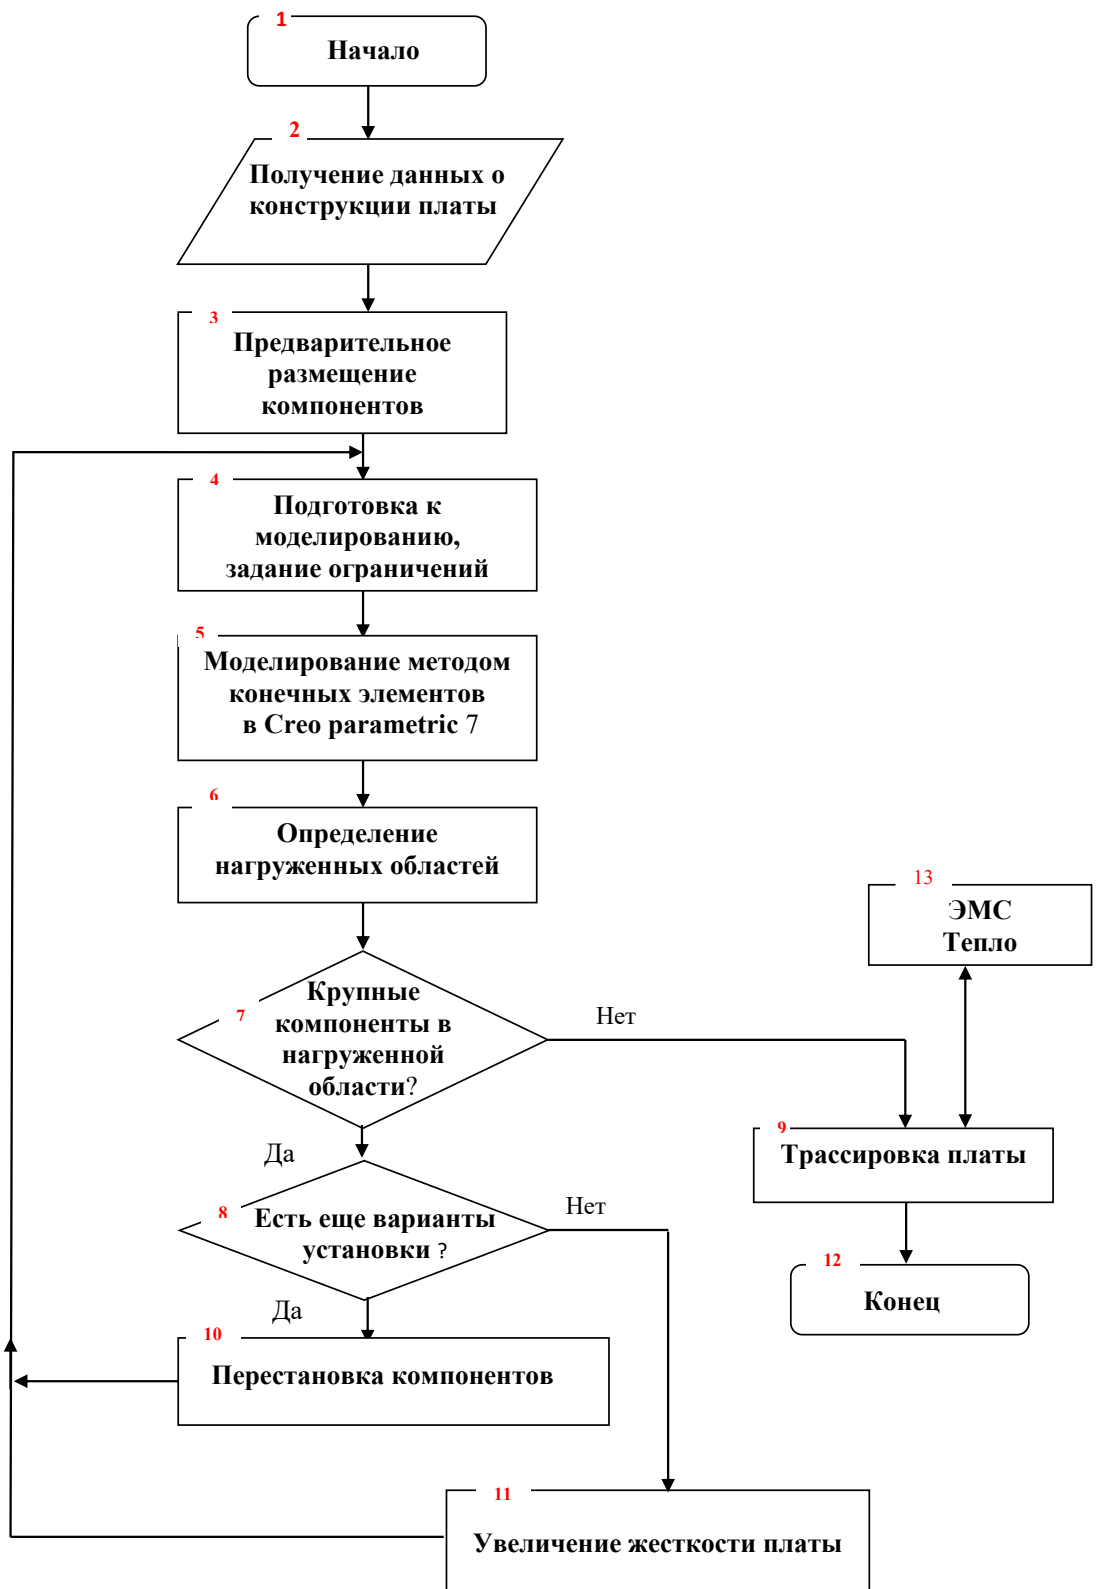 1
Начало
2
Получение данных о
конструкции платы
3
Предварительное
размещение
компонентов
4
Подготовка к
моделированию,
задание ограничений
5
Моделирование методом
конечных элементов
в Creo parametric 7
6
Определение
нагруженных областей
13
ЭМС
Тепло
7
Крупные
компоненты в
нагруженной
области?
Нет
Да
9
Трассировка платы
8
Есть еще варианты
установки ?
Нет
Да
12
Конец
10
Перестановка компонентов
11
Увеличение жесткости платы